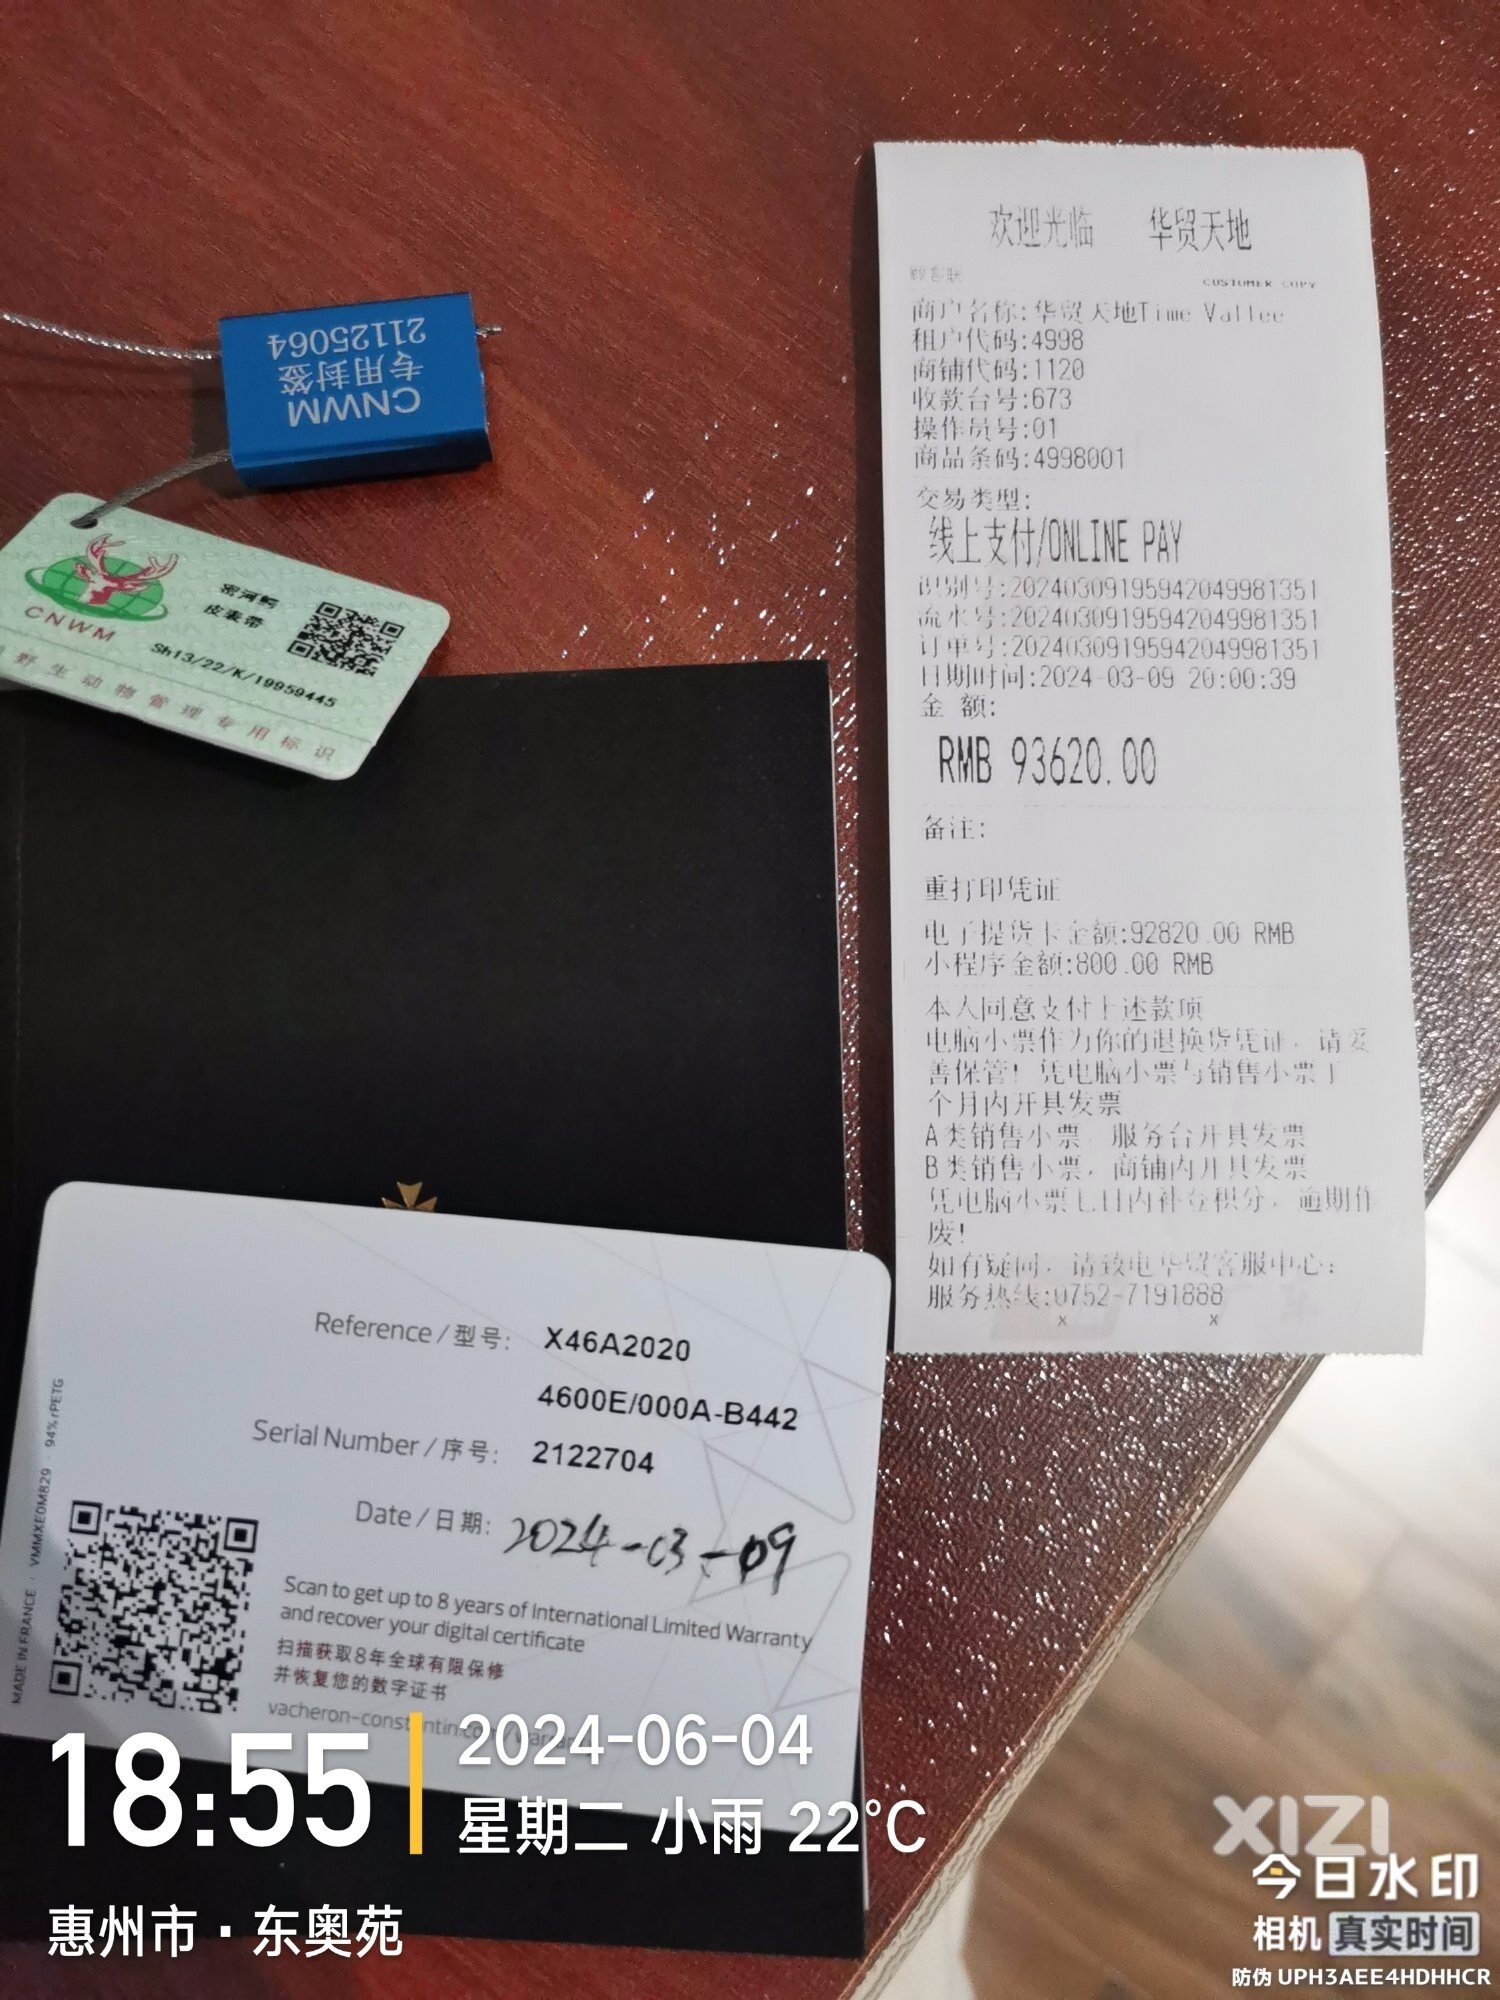 CNWM
专用封签
21125064
CNWM
密河鳄
皮表带
Sh13/22/K/19959445
野生动物管理专用标识
欢迎光临 华贸天地
顾客联
CUSTOMER COPY
商户名称:华贸天地Time Vallee
租户代码:4998
商铺代码:1120
收款台号:673
操作员号:01
商品条码:4998001
交易类型:
线上支付/ONLINE PAY
识别号:2024030919594204998​1351
流水号:20240309195942049981351
订单号:20240309195942049981351
日期时间:2024-03-09 20:00:39
金 额:
RMB 93620.00
备注:
重打印凭证
电子提货卡金额:92820.00 RMB
小程序金额:800.00 RMB
本人同意支付上述款项
电脑小票作为你的退换货凭证，请妥
善保管！凭电脑小票与销售小票于
个月内开具发票
A类销售小票，服务台开具发票
B类销售小票，商铺内开具发票
凭电脑小票七日内补登积分，逾期作
废！
如有疑问，请致电华贸客服中心：
服务热线:0752-7191888
x x
Reference / 型号: X46A2020
4600E/000A-B442
Serial Number / 序号: 2122704
Date / 日期: 2024-03-09
Scan to get up to 8 years of International Limited Warranty
and recover your digital certificate
扫描获取8年全球有限保修
并恢复您的数字证书
MADE IN FRANCE · VMMXE0M829 · 94% rPETG
18:55
2024-06-04
星期二 小雨 22°C
惠州市·东奥苑
XIZI
今日水印
相机 真实时间
防伪 UPH3AEE4HDHHCR